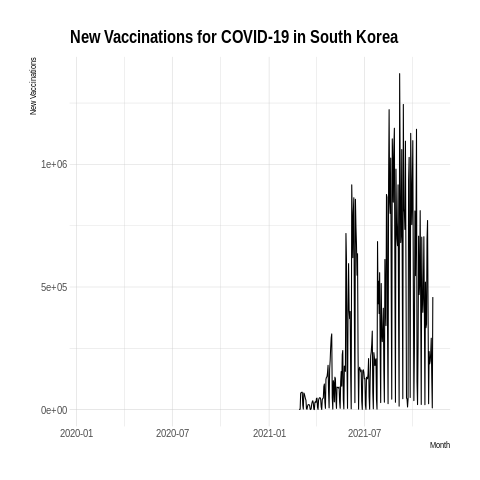 New Vaccinations for COVID-19 in South Korea
New Vaccinations
1e+06
5e+05
0e+00
2020-01 2020-07 2021-01 2021-07
Month